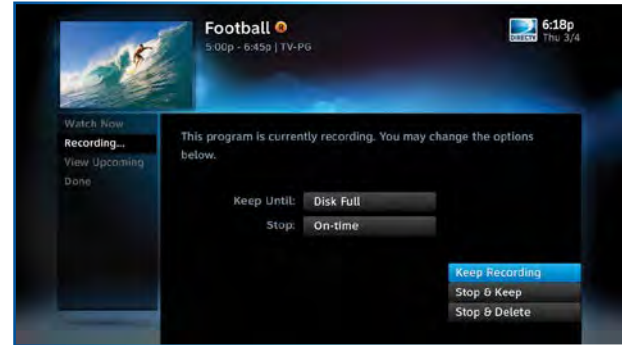 Football R
5:00p - 6:45p | TV-PG
DIRECTV
6:18p
Thu 3/4
Watch Now
Recording...
View Upcoming
Done
This program is currently recording. You may change the options
below.
Keep Until: Disk Full
Stop: On-time
Keep Recording
Stop & Keep
Stop & Delete